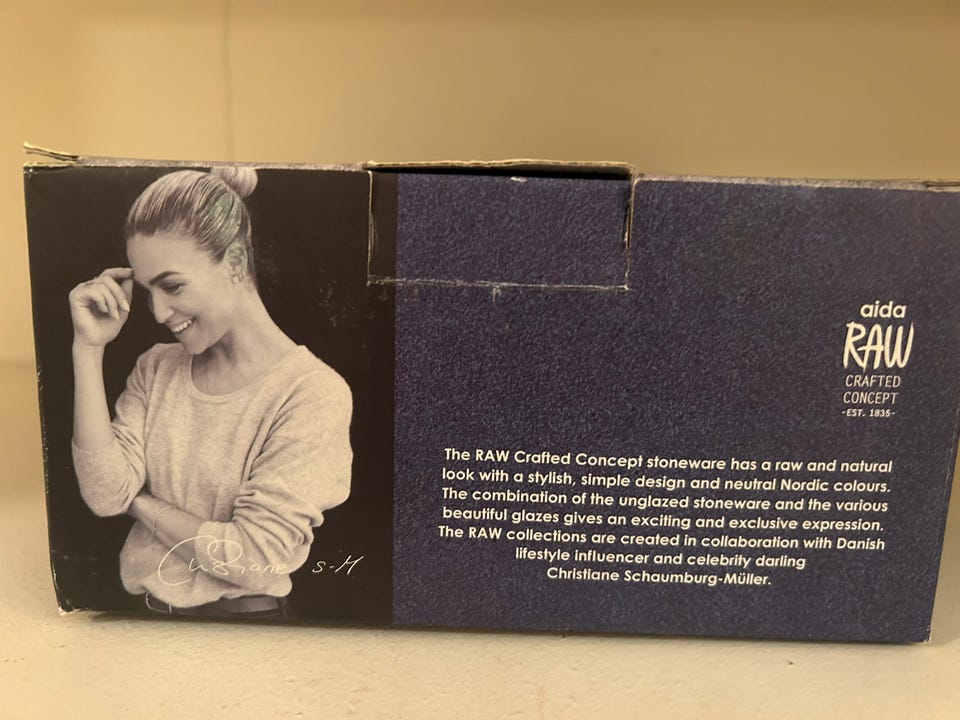 aida
RAW
CRAFTED
CONCEPT
-EST. 1835-
The RAW Crafted Concept stoneware has a raw and natural
look with a stylish, simple design and neutral Nordic colours.
The combination of the unglazed stoneware and the various
beautiful glazes gives an exciting and exclusive expression.
The RAW collections are created in collaboration with Danish
lifestyle influencer and celebrity darling
Christiane Schaumburg-Müller.
Christiane S-M